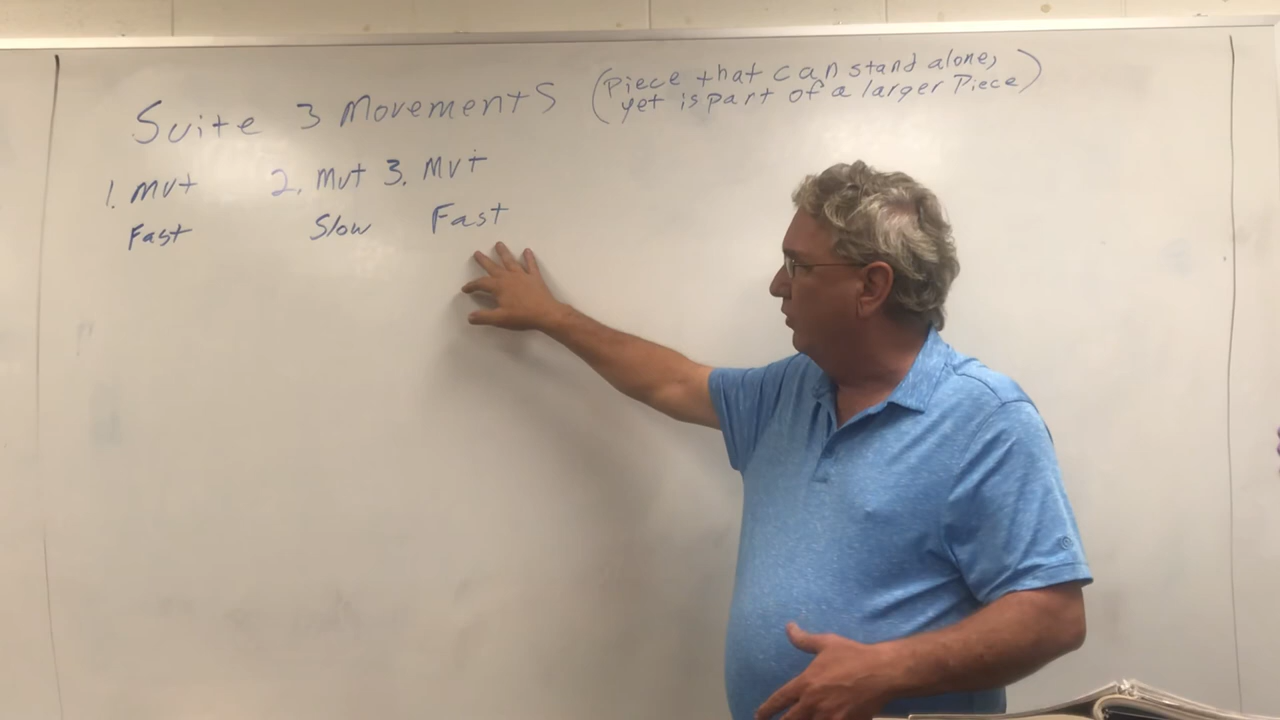 Suite 3 Movements (Piece that can stand alone,
yet is part of a larger Piece)
1. Mvt 2. Mvt 3. Mvt
Fast Slow Fast